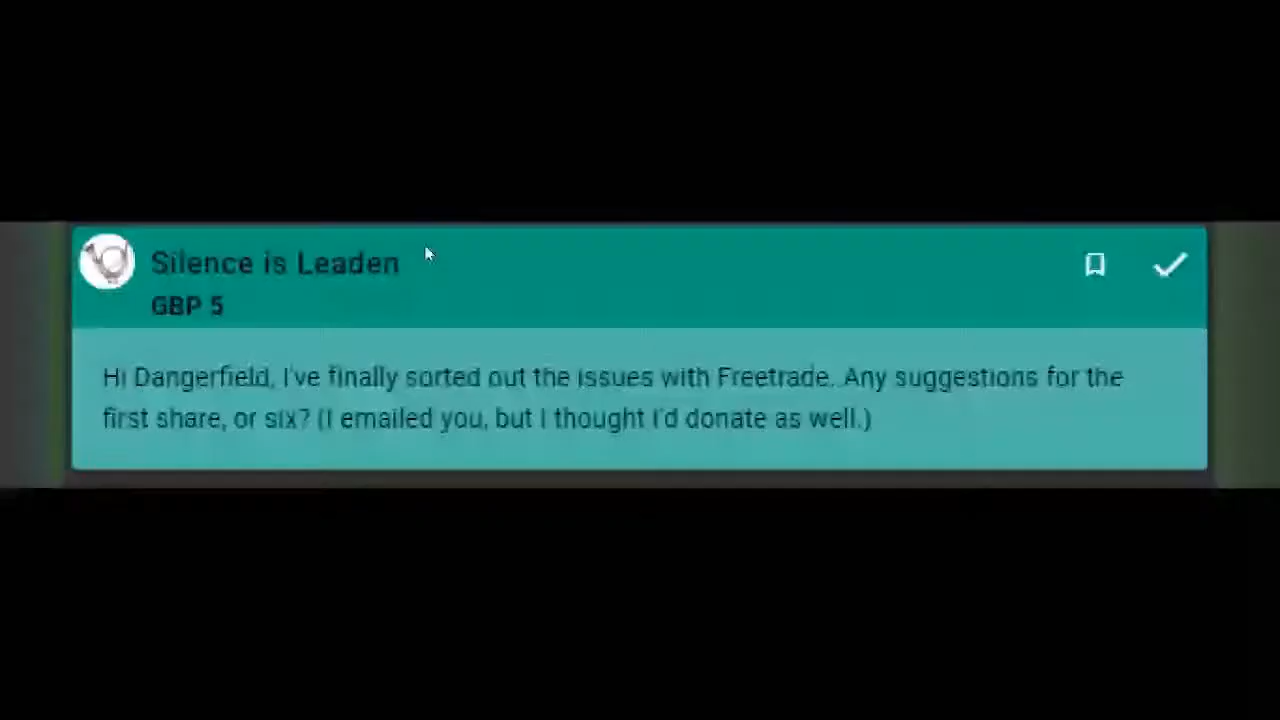 Silence is Leaden
GBP 5
Hi Dangerfield, I've finally sorted out the issues with Freetrade. Any suggestions for the
first share, or six? (I emailed you, but I thought I'd donate as well.)